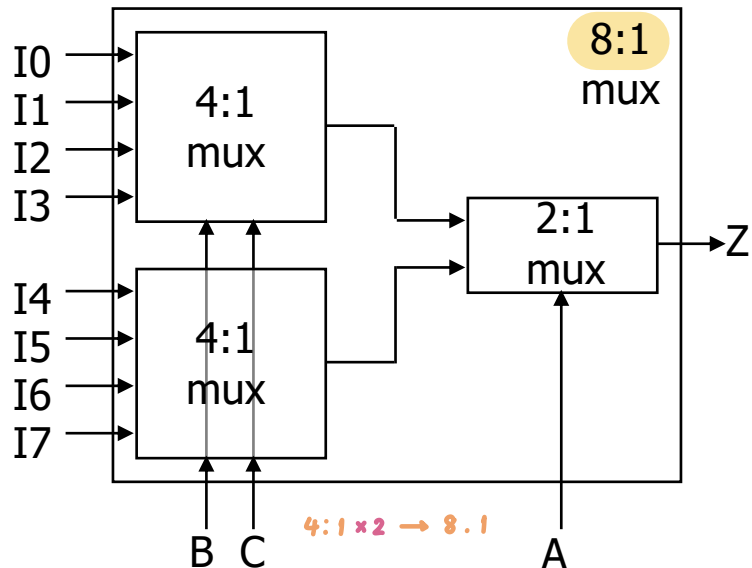 8:1
mux
I0
I1
I2
I3
4:1
mux
2:1
mux
Z
I4
I5
I6
I7
4:1
mux
B C
4:1 ×2 → 8.1
A